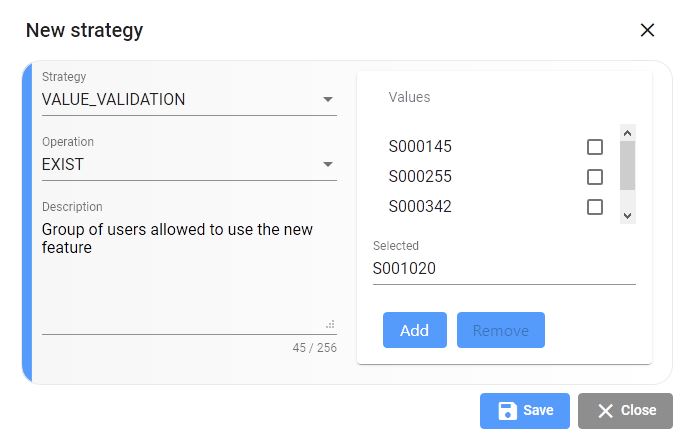 New strategy
Strategy
VALUE_VALIDATION
Operation
EXIST
Description
Group of users allowed to use the new
feature
45 / 256
Values
S000145
S000255
S000342
Selected
S001020
Add
Remove
Save
Close